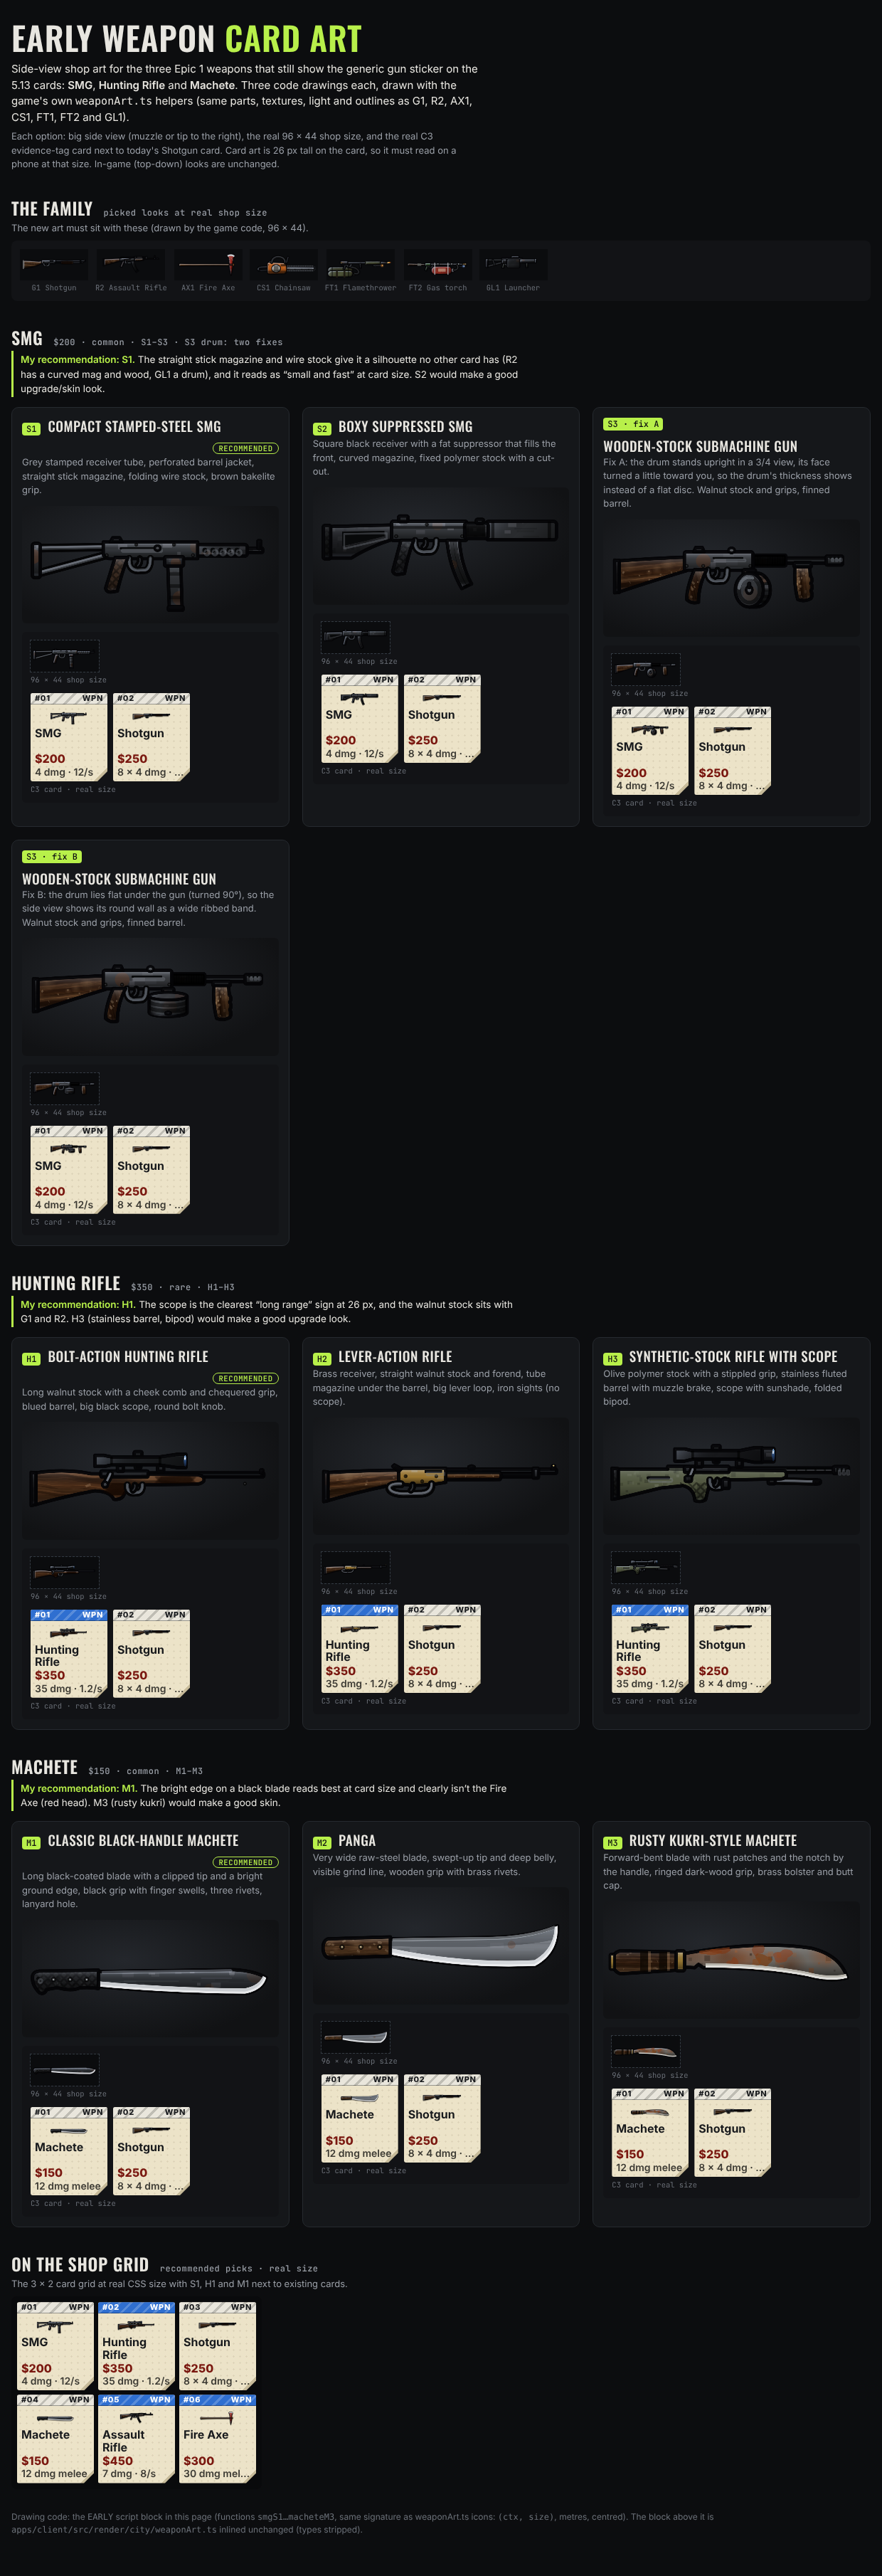 EARLY WEAPON CARD ART
Side-view shop art for the three Epic 1 weapons that still show the generic gun sticker on the
5.13 cards: SMG, Hunting Rifle and Machete. Three code drawings each, drawn with the
game's own weaponArt.ts helpers (same parts, textures, light and outlines as G1, R2, AX1,
CS1, FT1, FT2 and GL1).
Each option: big side view (muzzle or tip to the right), the real 96 × 44 shop size, and the real C3
evidence-tag card next to today's Shotgun card. Card art is 26 px tall on the card, so it must read on a
phone at that size. In-game (top-down) looks are unchanged.
THE FAMILY picked looks at real shop size
The new art must sit with these (drawn by the game code, 96 × 44).
G1 Shotgun
R2 Assault Rifle
AX1 Fire Axe
CS1 Chainsaw
FT1 Flamethrower
FT2 Gas torch
GL1 Launcher
SMG $200 · common · S1–S3 · S3 drum: two fixes
My recommendation: S1. The straight stick magazine and wire stock give it a silhouette no other card has (R2
has a curved mag and wood, GL1 a drum), and it reads as “small and fast” at card size. S2 would make a good
upgrade/skin look.
S1 COMPACT STAMPED-STEEL SMG
RECOMMENDED
Grey stamped receiver tube, perforated barrel jacket,
straight stick magazine, folding wire stock, brown bakelite
grip.
96 × 44 shop size
#01 WPN
SMG
$200
4 dmg · 12/s
#02 WPN
Shotgun
$250
8 × 4 dmg · …
C3 card · real size
S2 BOXY SUPPRESSED SMG
Square black receiver with a fat suppressor that fills the
front, curved magazine, fixed polymer stock with a cut-
out.
96 × 44 shop size
#01 WPN
SMG
$200
4 dmg · 12/s
#02 WPN
Shotgun
$250
8 × 4 dmg · …
C3 card · real size
S3 · fix A
WOODEN-STOCK SUBMACHINE GUN
Fix A: the drum stands upright in a 3/4 view, its face
turned a little toward you, so the drum's thickness shows
instead of a flat disc. Walnut stock and grips, finned
barrel.
96 × 44 shop size
#01 WPN
SMG
$200
4 dmg · 12/s
#02 WPN
Shotgun
$250
8 × 4 dmg · …
C3 card · real size
S3 · fix B
WOODEN-STOCK SUBMACHINE GUN
Fix B: the drum lies flat under the gun (turned 90°), so the
side view shows its round wall as a wide ribbed band.
Walnut stock and grips, finned barrel.
96 × 44 shop size
#01 WPN
SMG
$200
4 dmg · 12/s
#02 WPN
Shotgun
$250
8 × 4 dmg · …
C3 card · real size
HUNTING RIFLE $350 · rare · H1–H3
My recommendation: H1. The scope is the clearest “long range” sign at 26 px, and the walnut stock sits with
G1 and R2. H3 (stainless barrel, bipod) would make a good upgrade look.
H1 BOLT-ACTION HUNTING RIFLE
RECOMMENDED
Long walnut stock with a cheek comb and chequered grip,
blued barrel, big black scope, round bolt knob.
96 × 44 shop size
#01 WPN
Hunting
Rifle
$350
35 dmg · 1.2/s
#02 WPN
Shotgun
$250
8 × 4 dmg · …
C3 card · real size
H2 LEVER-ACTION RIFLE
Brass receiver, straight walnut stock and forend, tube
magazine under the barrel, big lever loop, iron sights (no
scope).
96 × 44 shop size
#01 WPN
Hunting
Rifle
$350
35 dmg · 1.2/s
#02 WPN
Shotgun
$250
8 × 4 dmg · …
C3 card · real size
H3 SYNTHETIC-STOCK RIFLE WITH SCOPE
Olive polymer stock with a stippled grip, stainless fluted
barrel with muzzle brake, scope with sunshade, folded
bipod.
96 × 44 shop size
#01 WPN
Hunting
Rifle
$350
35 dmg · 1.2/s
#02 WPN
Shotgun
$250
8 × 4 dmg · …
C3 card · real size
MACHETE $150 · common · M1–M3
My recommendation: M1. The bright edge on a black blade reads best at card size and clearly isn't the Fire
Axe (red head). M3 (rusty kukri) would make a good skin.
M1 CLASSIC BLACK-HANDLE MACHETE
RECOMMENDED
Long black-coated blade with a clipped tip and a bright
ground edge, black grip with finger swells, three rivets,
lanyard hole.
96 × 44 shop size
#01 WPN
Machete
$150
12 dmg melee
#02 WPN
Shotgun
$250
8 × 4 dmg · …
C3 card · real size
M2 PANGA
Very wide raw-steel blade, swept-up tip and deep belly,
visible grind line, wooden grip with brass rivets.
96 × 44 shop size
#01 WPN
Machete
$150
12 dmg melee
#02 WPN
Shotgun
$250
8 × 4 dmg · …
C3 card · real size
M3 RUSTY KUKRI-STYLE MACHETE
Forward-bent blade with rust patches and the notch by
the handle, ringed dark-wood grip, brass bolster and butt
cap.
96 × 44 shop size
#01 WPN
Machete
$150
12 dmg melee
#02 WPN
Shotgun
$250
8 × 4 dmg · …
C3 card · real size
ON THE SHOP GRID recommended picks · real size
The 3 × 2 card grid at real CSS size with S1, H1 and M1 next to existing cards.
#01 WPN
SMG
$200
4 dmg · 12/s
#02 WPN
Hunting
Rifle
$350
35 dmg · 1.2/s
#03 WPN
Shotgun
$250
8 × 4 dmg · …
#04 WPN
Machete
$150
12 dmg melee
#05 WPN
Assault
Rifle
$450
7 dmg · 8/s
#06 WPN
Fire Axe
$300
30 dmg mel…
Drawing code: the EARLY script block in this page (functions smgS1…macheteM3, same signature as weaponArt.ts icons: (ctx, size), metres, centred). The block above it is
apps/client/src/render/city/weaponArt.ts inlined unchanged (types stripped).